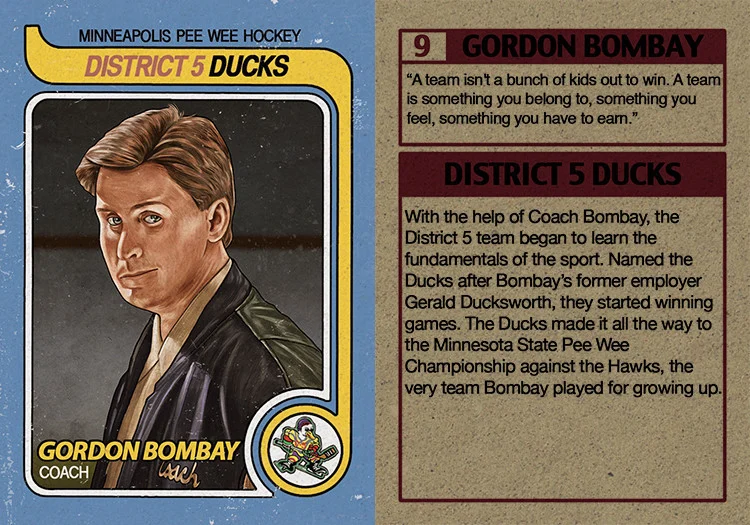 MINNEAPOLIS PEE WEE HOCKEY
DISTRICT 5 DUCKS
GORDON BOMBAY
COACH
9 GORDON BOMBAY
“A team isn't a bunch of kids out to win. A team
is something you belong to, something you
feel, something you have to earn.”
DISTRICT 5 DUCKS
With the help of Coach Bombay, the
District 5 team began to learn the
fundamentals of the sport. Named the
Ducks after Bombay's former employer
Gerald Ducksworth, they started winning
games. The Ducks made it all the way to
the Minnesota State Pee Wee
Championship against the Hawks, the
very team Bombay played for growing up.